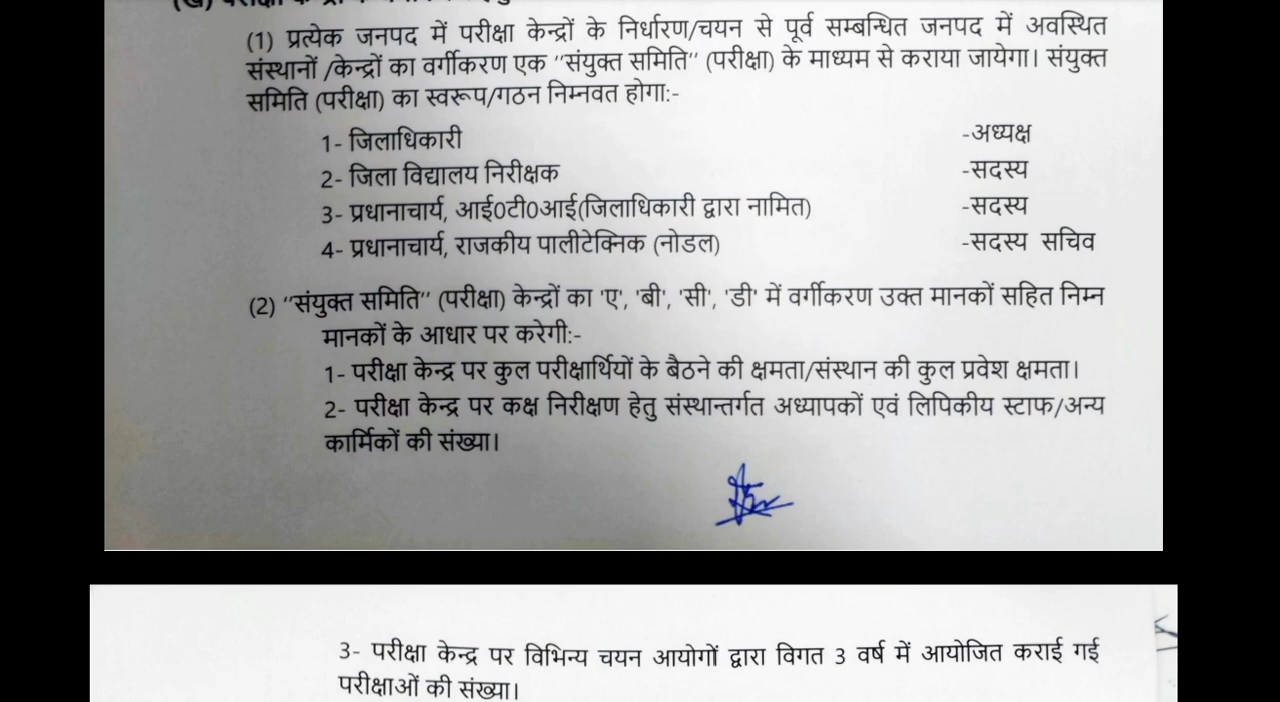 (1) प्रत्येक जनपद में परीक्षा केन्द्रों के निर्धारण/चयन से पूर्व सम्बन्धित जनपद में अवस्थित
संस्थानों /केन्द्रों का वर्गीकरण एक "संयुक्त समिति" (परीक्षा) के माध्यम से कराया जायेगा। संयुक्त
समिति (परीक्षा) का स्वरूप/गठन निम्नवत होगा:-
1- जिलाधिकारी -अध्यक्ष
2- जिला विद्यालय निरीक्षक -सदस्य
3- प्रधानाचार्य, आई0टी0आई(जिलाधिकारी द्वारा नामित) -सदस्य
4- प्रधानाचार्य, राजकीय पालीटेक्निक (नोडल) -सदस्य सचिव
(2) "संयुक्त समिति" (परीक्षा) केन्द्रों का 'ए', 'बी', 'सी', 'डी' में वर्गीकरण उक्त मानकों सहित निम्न
मानकों के आधार पर करेगी:-
1- परीक्षा केन्द्र पर कुल परीक्षार्थियों के बैठने की क्षमता/संस्थान की कुल प्रवेश क्षमता।
2- परीक्षा केन्द्र पर कक्ष निरीक्षण हेतु संस्थान्तर्गत अध्यापकों एवं लिपिकीय स्टाफ/अन्य
कार्मिकों की संख्या।
3- परीक्षा केन्द्र पर विभिन्य चयन आयोगों द्वारा विगत 3 वर्ष में आयोजित कराई गई
परीक्षाओं की संख्या।